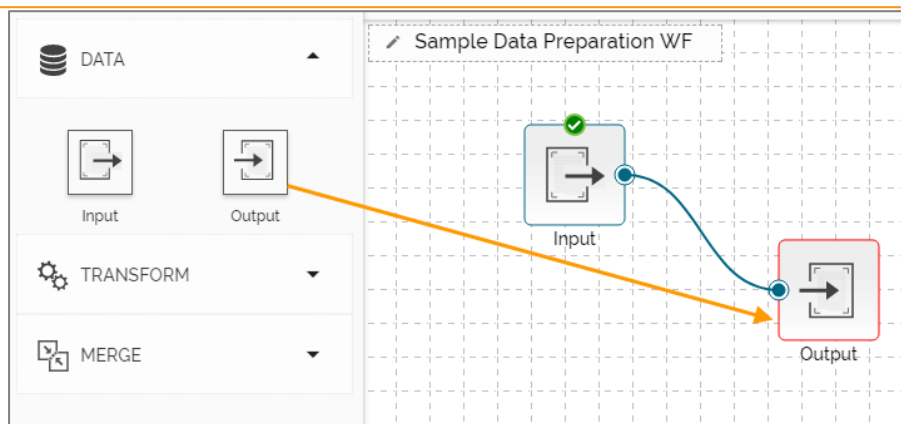 DATA
Input
Output
TRANSFORM
MERGE
Sample Data Preparation WF
Input
Output